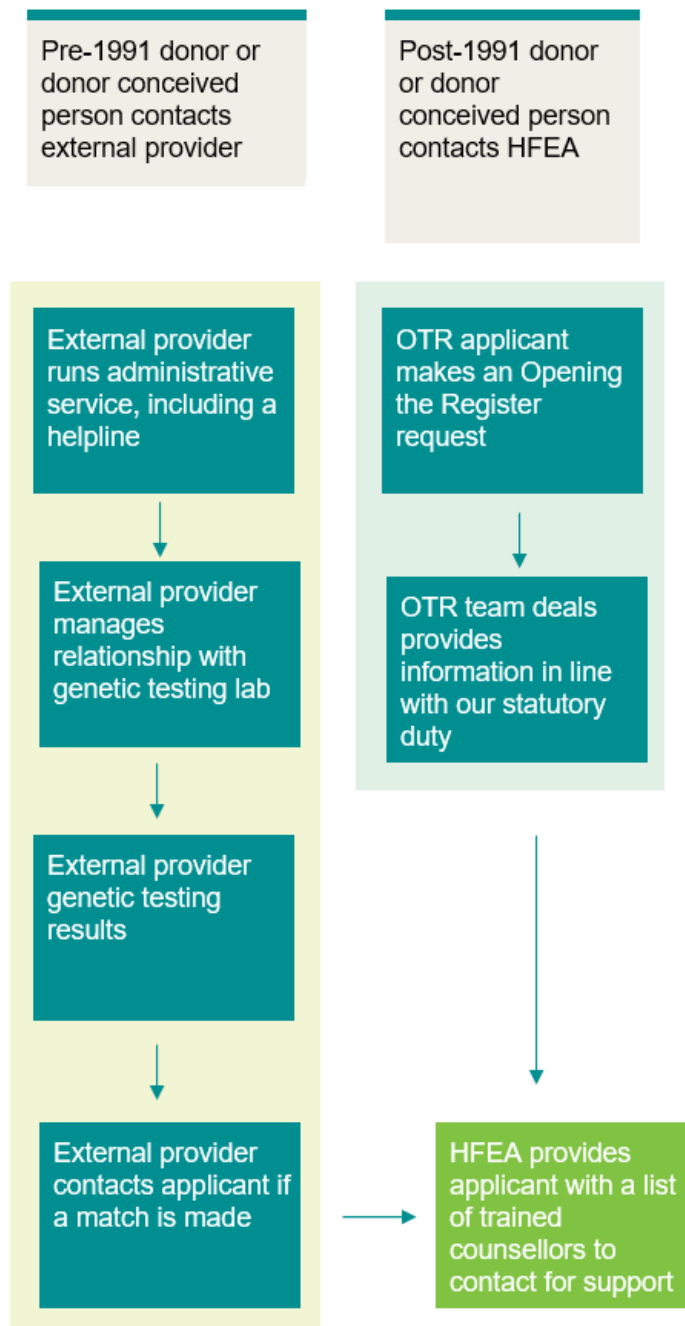 Pre-1991 donor or
donor conceived
person contacts
external provider
Post-1991 donor
or donor
conceived person
contacts HFEA
External provider
runs administrative
service, including a
helpline
External provider
manages
relationship with
genetic testing lab
External provider
genetic testing
results
External provider
contacts applicant if
a match is made
OTR applicant
makes an Opening
the Register
request
OTR team deals
provides
information in line
with our statutory
duty
HFEA provides
applicant with a list
of trained
counsellors to
contact for support